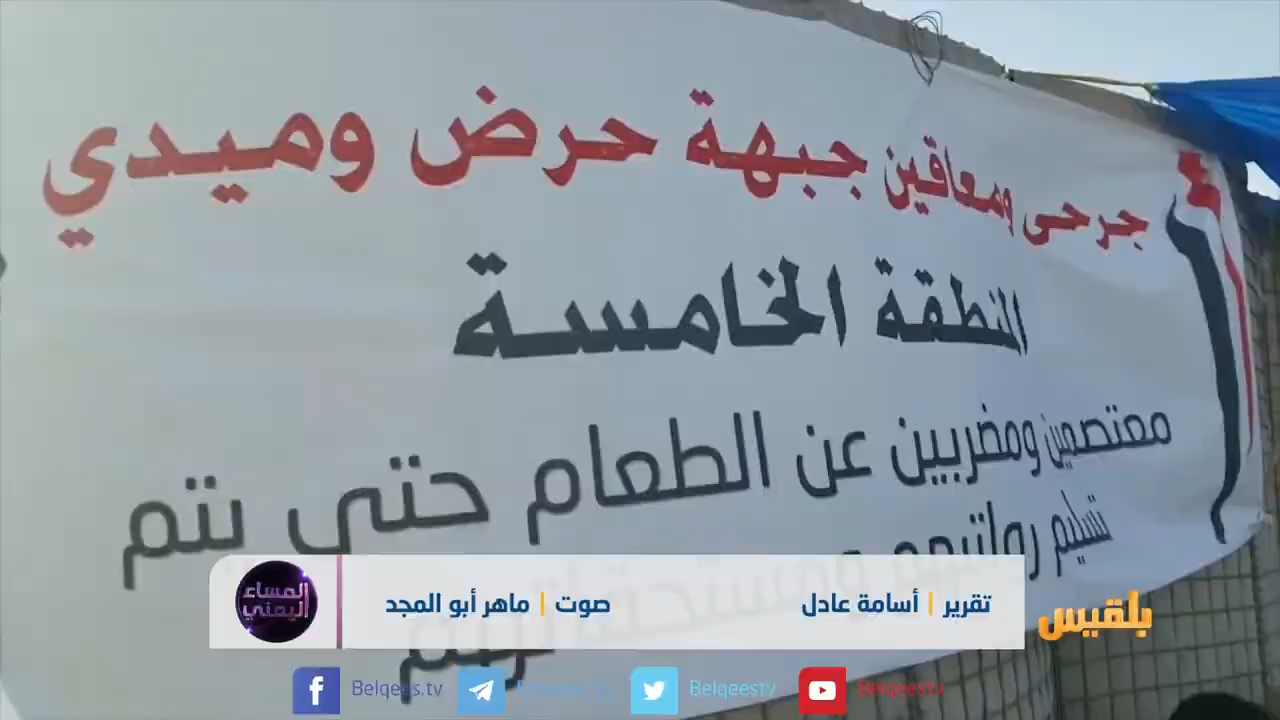 جرحى ومعاقين جبهة حرض وميدي
المنطقة الخامسة
معتصمين ومضربين عن الطعام حتى يتم
تسليم رواتبهم
تقرير | أسامة عادل
صوت | ماهر أبو المجد
المساء اليمني
بلقيس
Belqees.tv
Belqeestv
Belqeestv